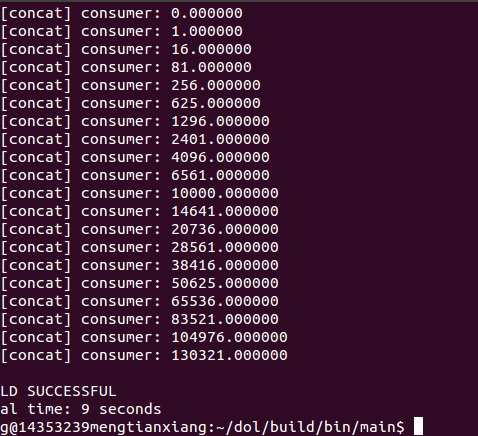 [concat] consumer: 0.000000
[concat] consumer: 1.000000
[concat] consumer: 16.000000
[concat] consumer: 81.000000
[concat] consumer: 256.000000
[concat] consumer: 625.000000
[concat] consumer: 1296.000000
[concat] consumer: 2401.000000
[concat] consumer: 4096.000000
[concat] consumer: 6561.000000
[concat] consumer: 10000.000000
[concat] consumer: 14641.000000
[concat] consumer: 20736.000000
[concat] consumer: 28561.000000
[concat] consumer: 38416.000000
[concat] consumer: 50625.000000
[concat] consumer: 65536.000000
[concat] consumer: 83521.000000
[concat] consumer: 104976.000000
[concat] consumer: 130321.000000
LD SUCCESSFUL
al time: 9 seconds
g@14353239mengtianxiang:~/dol/build/bin/main$